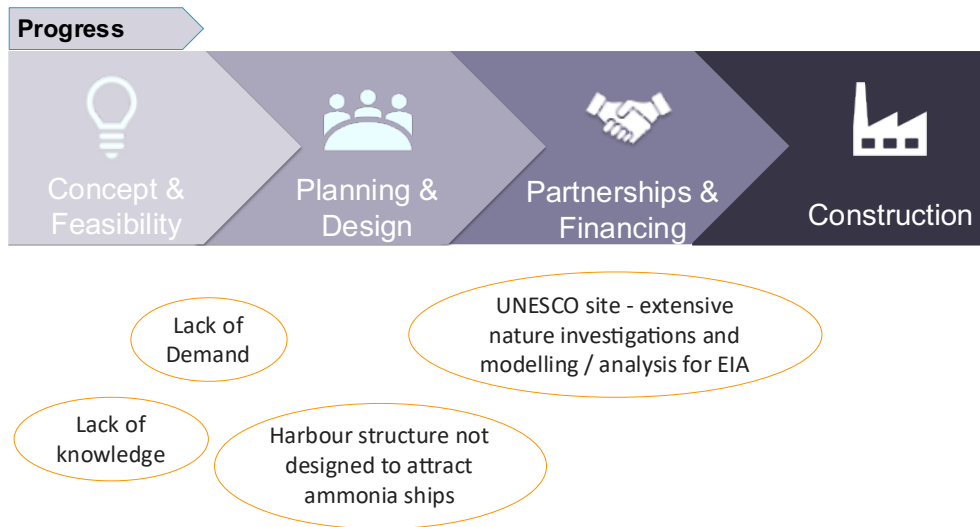 Progress
Concept &
Feasibility
Planning &
Design
Partnerships &
Financing
Construction
Lack of
Demand
UNESCO site - extensive
nature investigations and
modelling / analysis for EIA
Lack of
knowledge
Harbour structure not
designed to attract
ammonia ships